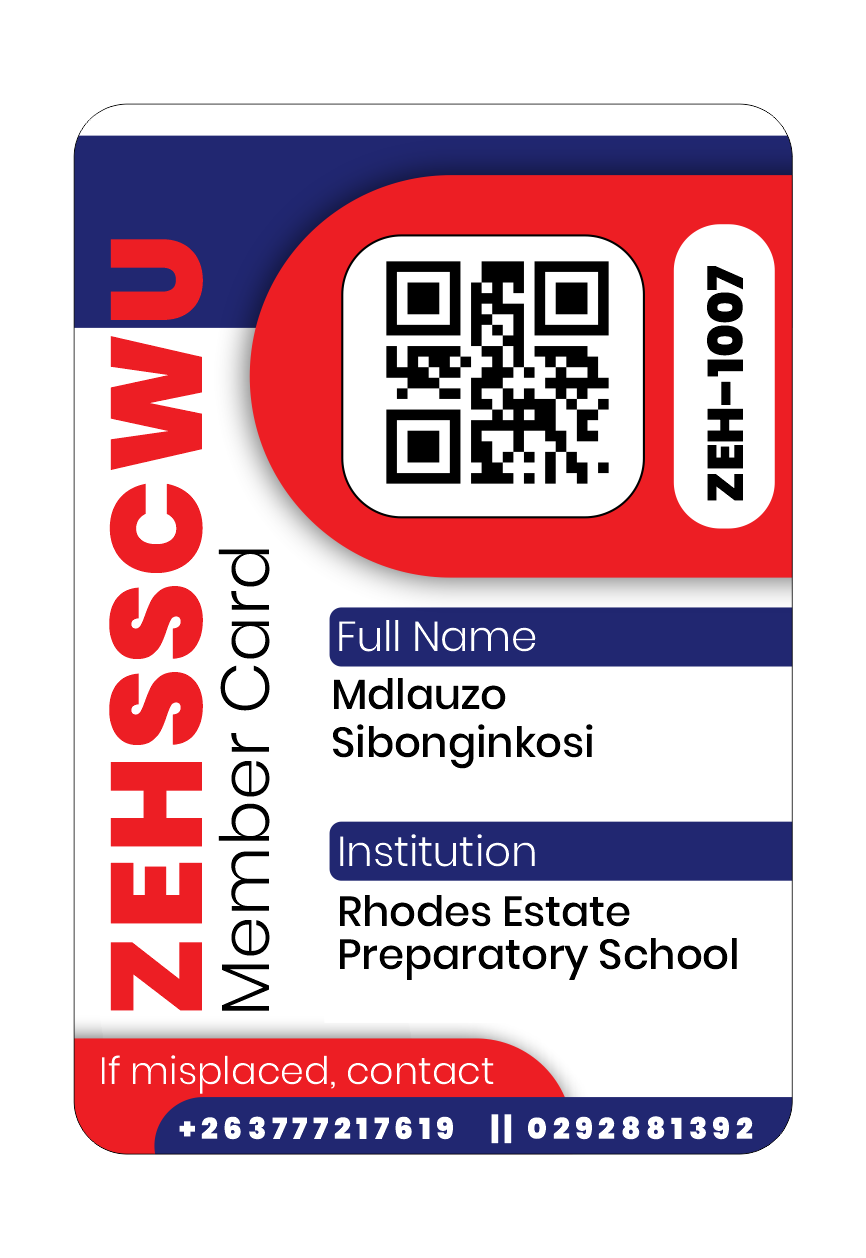 ZEHSSCWU
Member Card
ZEH-1007
Full Name
Mdlauzo
Sibonginkosi
Institution
Rhodes Estate
Preparatory School
If misplaced, contact
+263777217619 || 0292881392